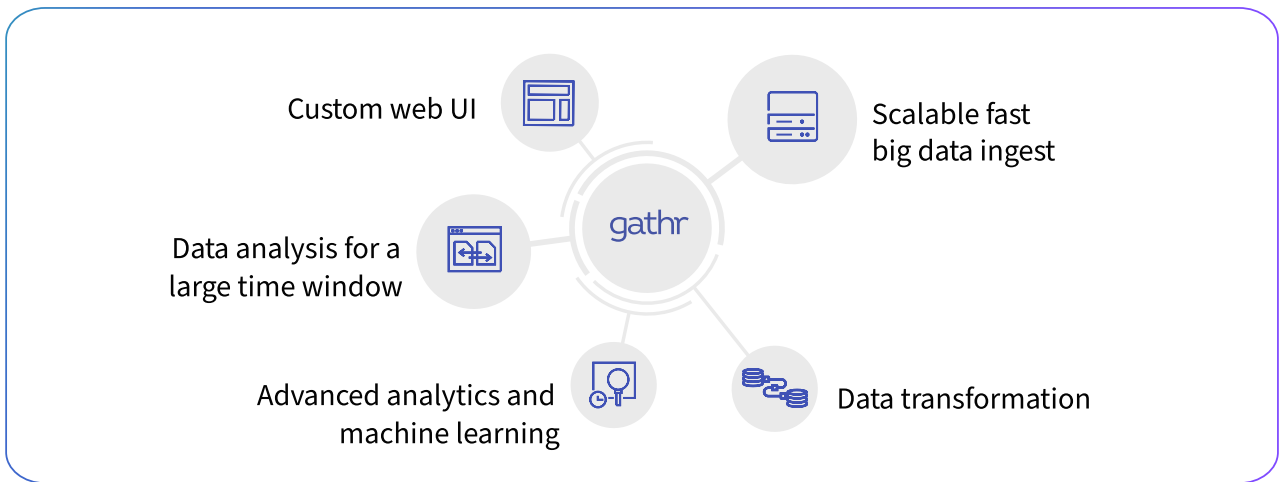 Custom web UI
Scalable fast
big data ingest
gathr
Data analysis for a
large time window
Advanced analytics and
machine learning
Data transformation